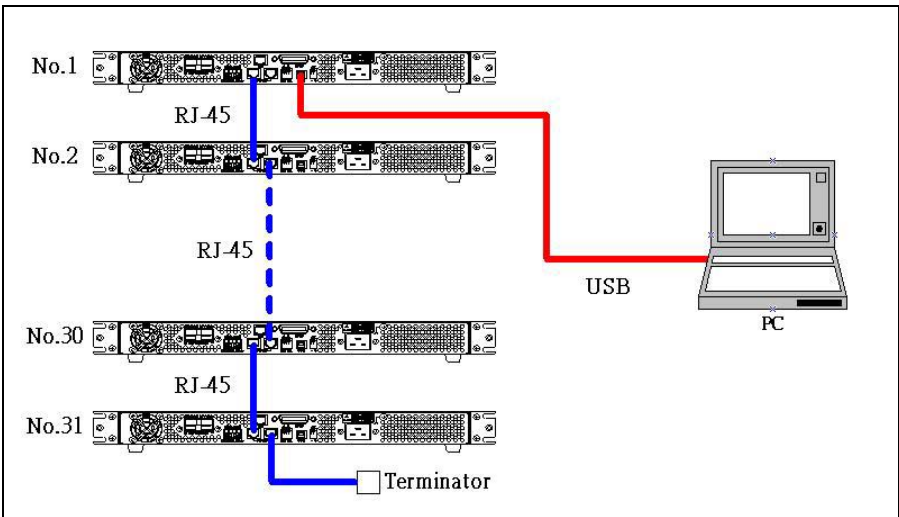 No.1
RJ-45
No.2
RJ-45
USB
PC
No.30
RJ-45
No.31
Terminator